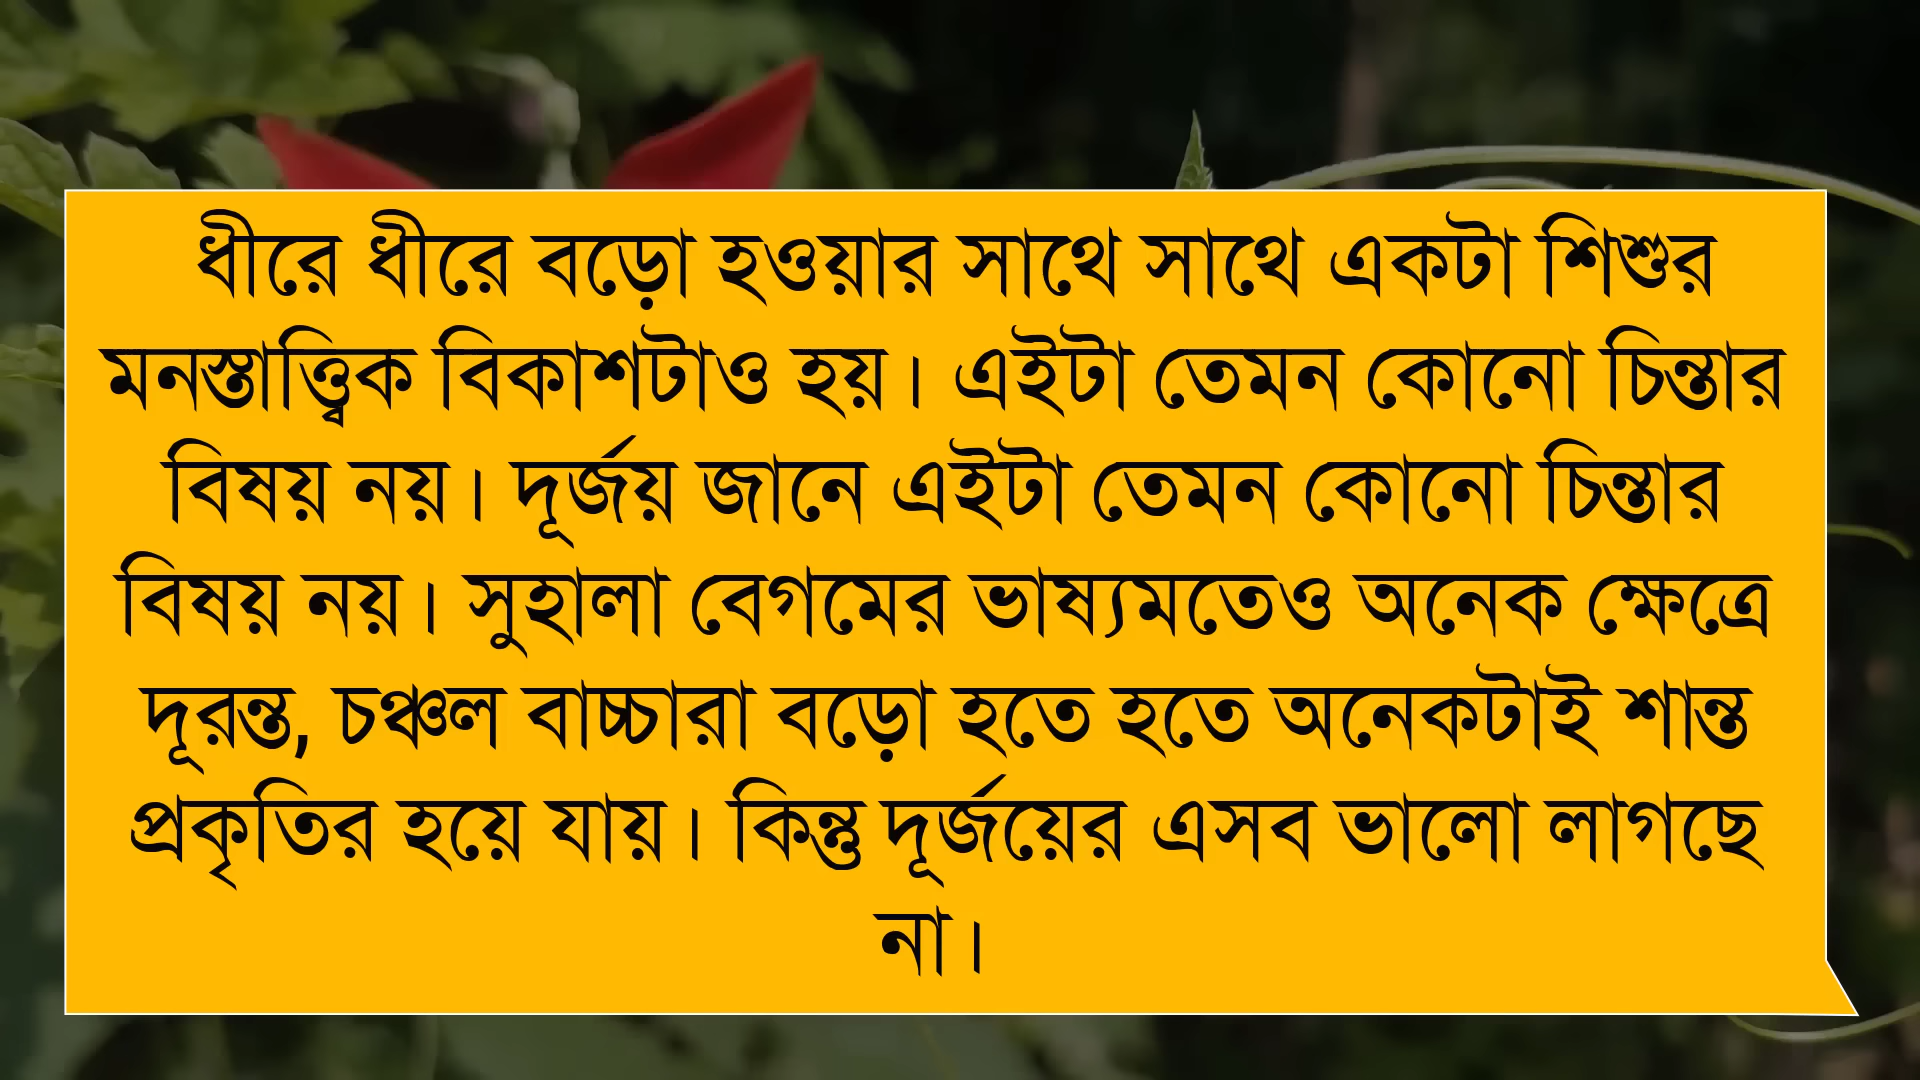 ধীরে ধীরে বড়ো হওয়ার সাথে সাথে একটা শিশুর
মনস্তাত্ত্বিক বিকাশটাও হয়। এইটা তেমন কোনো চিন্তার
বিষয় নয়। দূর্জয় জানে এইটা তেমন কোনো চিন্তার
বিষয় নয়। সুহালা বেগমের ভাষ্যমতেও অনেক ক্ষেত্রে
দূরন্ত, চঞ্চল বাচ্চারা বড়ো হতে হতে অনেকটাই শান্ত
প্রকৃতির হয়ে যায়। কিন্তু দূর্জয়ের এসব ভালো লাগছে
না।